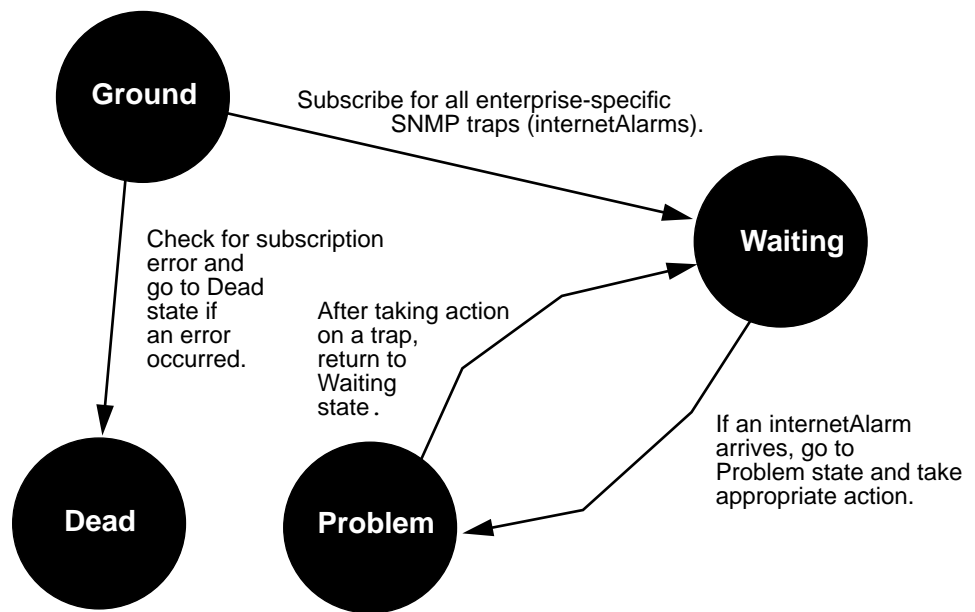 Ground
Subscribe for all enterprise-specific
SNMP traps (internetAlarms).
Waiting
Check for subscription
error and
go to Dead
state if
an error
occurred.
After taking action
on a trap,
return to
Waiting
state.
If an internetAlarm
arrives, go to
Problem state and take
appropriate action.
Dead
Problem